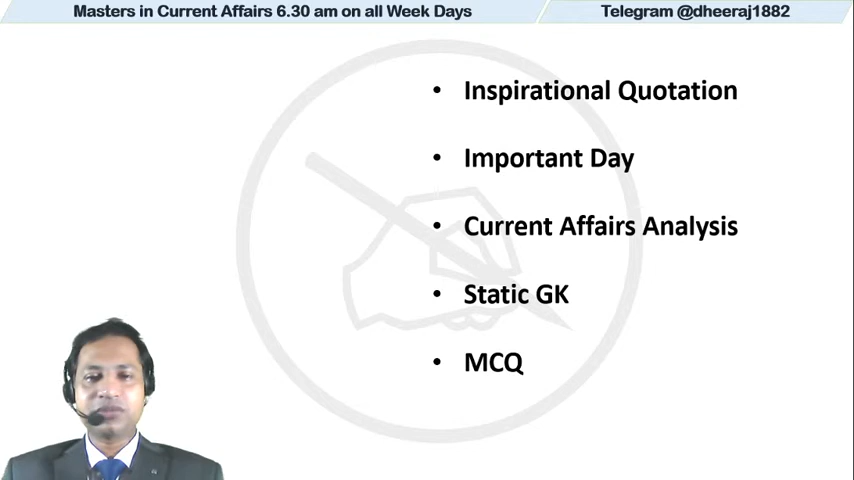 Masters in Current Affairs 6.30 am on all Week Days
Telegram @dheeraj1882
• Inspirational Quotation
• Important Day
• Current Affairs Analysis
• Static GK
• MCQ